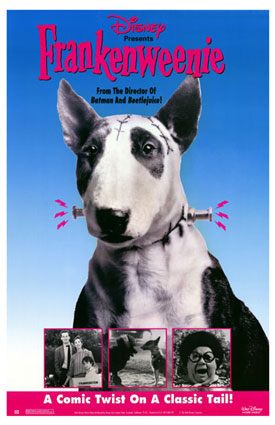 Disney
Presents
Frankenweenie
From The Director Of
Batman And Beetlejuice!
A Comic Twist On A Classic Tail!